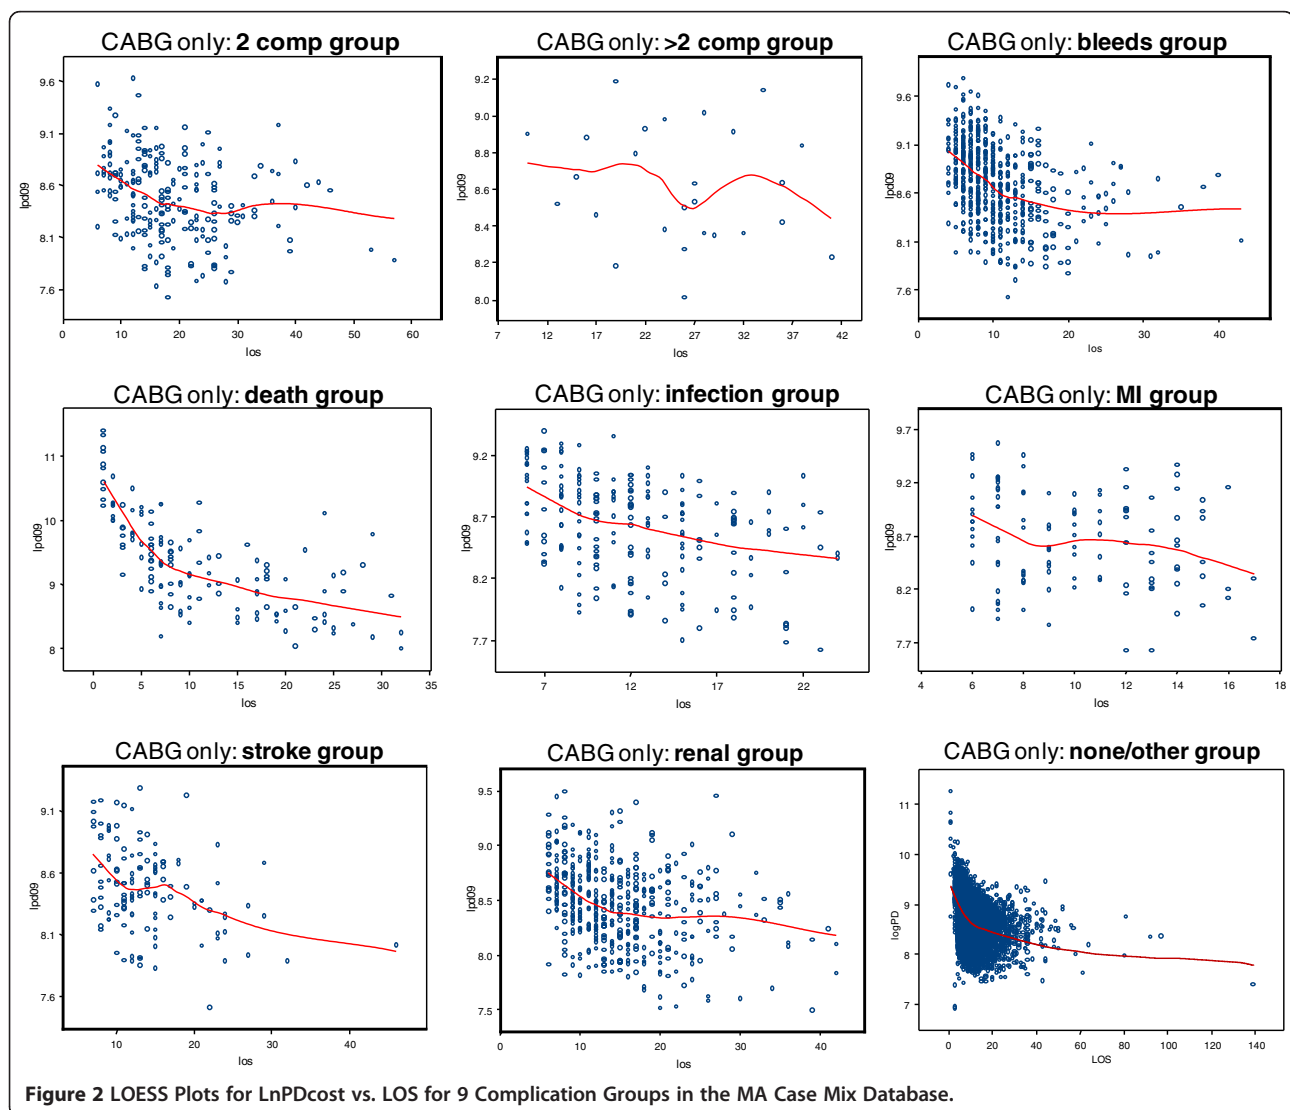 CABG only: 2 comp group
9.6
9.1
8.6
8.1
7.6
lpd09
0 10 20 30 40 50 60
los
CABG only: >2 comp group
9.2
9.0
8.8
8.6
8.4
8.2
8.0
lpd09
7 12 17 22 27 32 37 42
los
CABG only: bleeds group
9.6
9.1
8.6
8.1
7.6
lpd09
0 10 20 30 40
los
CABG only: death group
11
10
9
8
lpd09
0 5 10 15 20 25 30 35
los
CABG only: infection group
9.2
8.7
8.2
7.7
lpd09
7 12 17 22
los
CABG only: MI group
9.7
9.2
8.7
8.2
7.7
lpd09
4 6 8 10 12 14 16 18
los
CABG only: stroke group
9.1
8.6
8.1
7.6
lpd09
10 20 30 40
los
CABG only: renal group
9.5
9.0
8.5
8.0
7.5
lpd09
0 10 20 30 40
los
CABG only: none/other group
11
10
9
8
7
logPD
0 20 40 60 80 100 120 140
LOS
Figure 2 LOESS Plots for LnPDcost vs. LOS for 9 Complication Groups in the MA Case Mix Database.